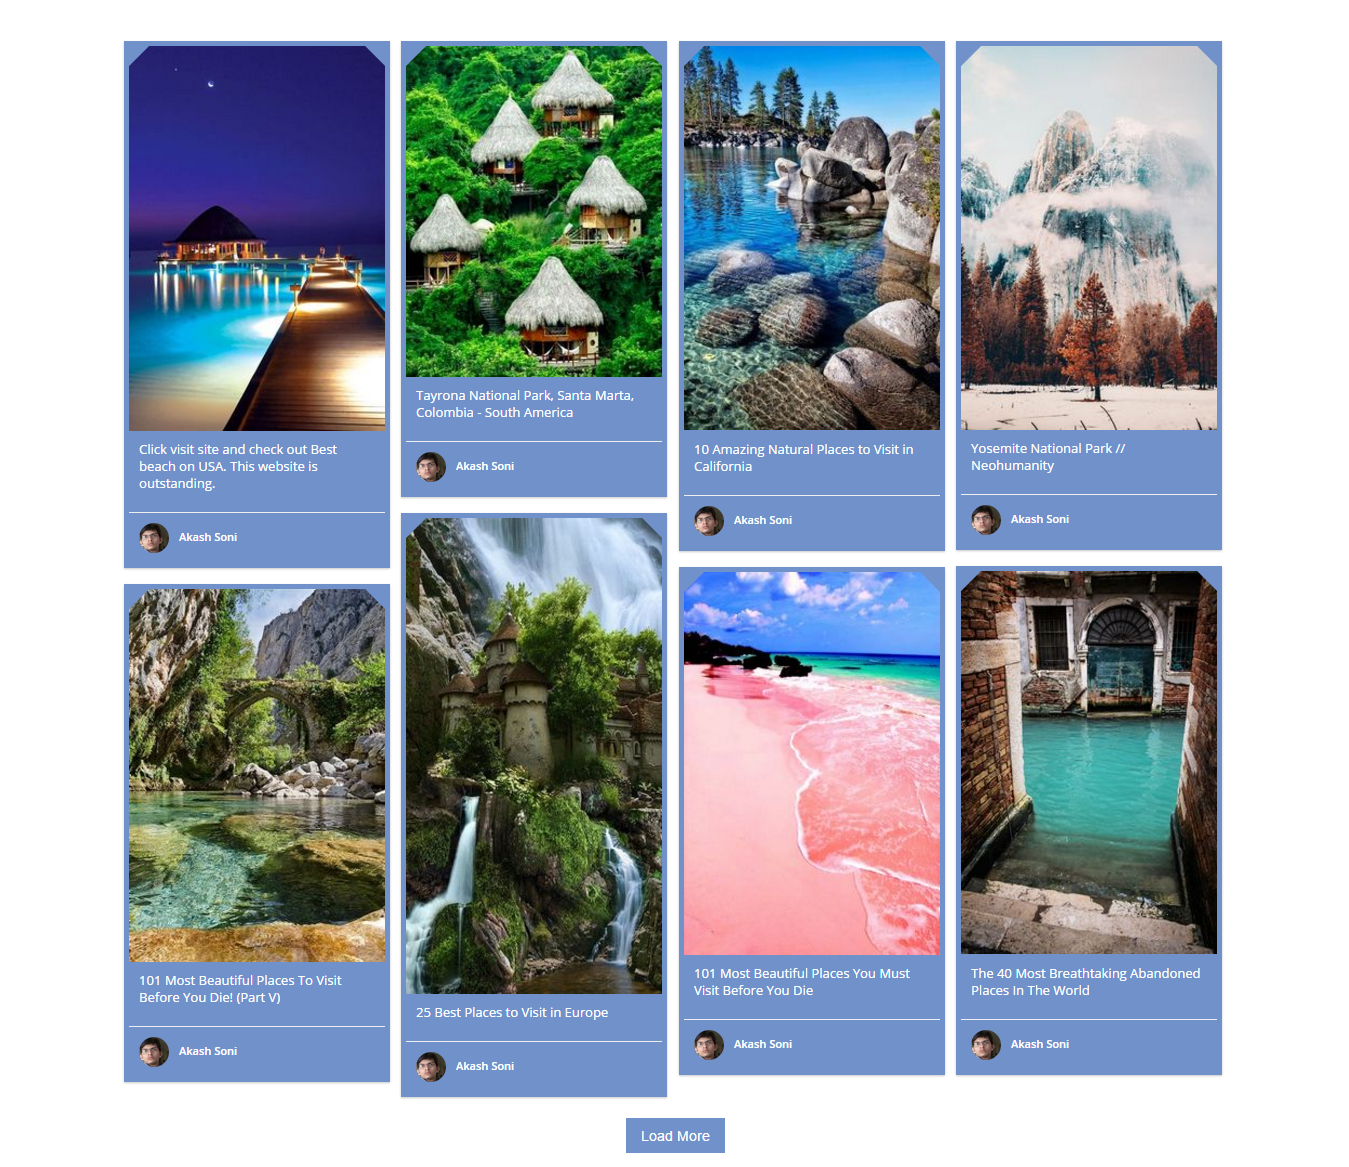 Click visit site and check out Best
beach on USA. This website is
outstanding.
Akash Soni
Tayrona National Park, Santa Marta,
Colombia - South America
Akash Soni
10 Amazing Natural Places to Visit in
California
Akash Soni
Yosemite National Park //
Neohumanity
Akash Soni
101 Most Beautiful Places To Visit
Before You Die! (Part V)
Akash Soni
25 Best Places to Visit in Europe
Akash Soni
101 Most Beautiful Places You Must
Visit Before You Die
Akash Soni
The 40 Most Breathtaking Abandoned
Places In The World
Akash Soni
Load More